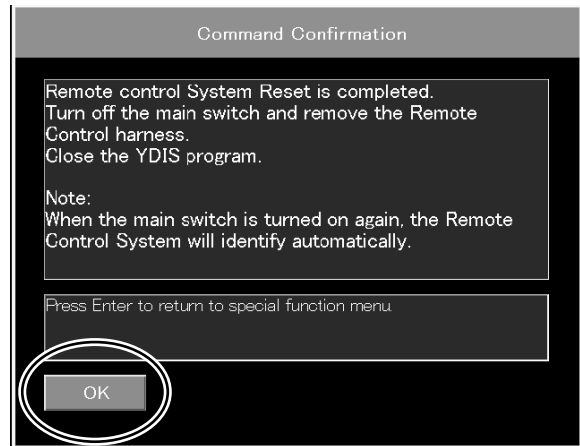 Command Confirmation
Remote control System Reset is completed.
Turn off the main switch and remove the Remote
Control harness.
Close the YDIS program.
Note:
When the main switch is turned on again, the Remote
Control System will identify automatically.
Press Enter to return to special function menu
OK